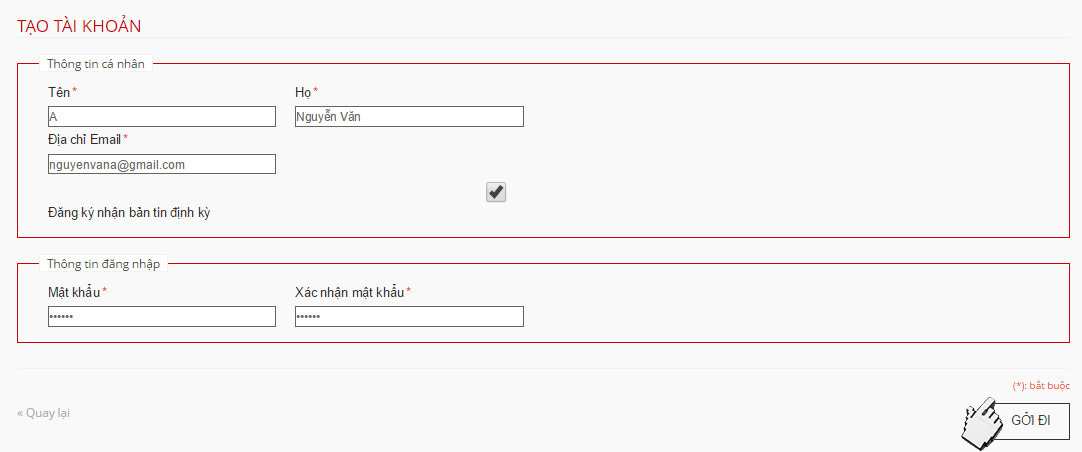 TẠO TÀI KHOẢN
Thông tin cá nhân
Tên* Họ*
A Nguyễn Văn
Địa chỉ Email*
nguyenvana@gmail.com
Đăng ký nhận bản tin định kỳ
Thông tin đăng nhập
Mật khẩu* Xác nhận mật khẩu*
•••••• ••••••
(*): bắt buộc
« Quay lại GỞI ĐI